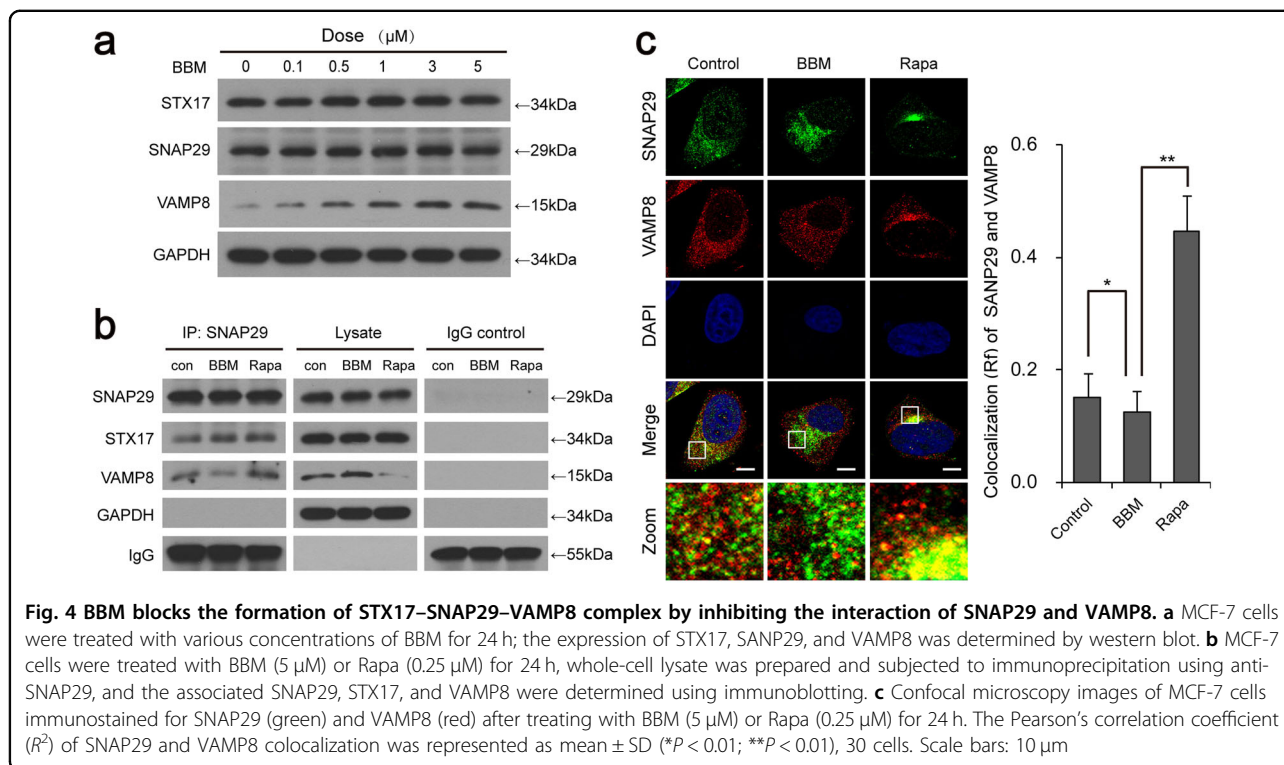 a
Dose (μM)
BBM 0 0.1 0.5 1 3 5
STX17 ←34kDa
SNAP29 ←29kDa
VAMP8 ←15kDa
GAPDH ←34kDa
b
IP: SNAP29 Lysate IgG control
con BBM Rapa con BBM Rapa con BBM Rapa
SNAP29 ←29kDa
STX17 ←34kDa
VAMP8 ←15kDa
GAPDH ←34kDa
IgG ←55kDa
c
Control BBM Rapa
SNAP29
VAMP8
DAPI
Merge
Zoom
Colocalization (Rf) of SANP29 and VAMP8
0.6
0.4
0.2
0.0
*
**
Control
BBM
Rapa
Fig. 4 BBM blocks the formation of STX17–SNAP29–VAMP8 complex by inhibiting the interaction of SNAP29 and VAMP8. a MCF-7 cells
were treated with various concentrations of BBM for 24 h; the expression of STX17, SANP29, and VAMP8 was determined by western blot. b MCF-7
cells were treated with BBM (5 μM) or Rapa (0.25 μM) for 24 h, whole-cell lysate was prepared and subjected to immunoprecipitation using anti-
SNAP29, and the associated SNAP29, STX17, and VAMP8 were determined using immunoblotting. c Confocal microscopy images of MCF-7 cells
immunostained for SNAP29 (green) and VAMP8 (red) after treating with BBM (5 μM) or Rapa (0.25 μM) for 24 h. The Pearson's correlation coefficient
(R²) of SNAP29 and VAMP8 colocalization was represented as mean ± SD (*P < 0.01; **P < 0.01), 30 cells. Scale bars: 10 μm